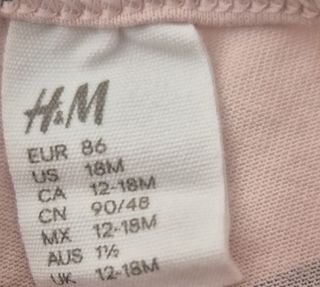 H&M
EUR 86
US 18M
CA 12-18M
CN 90/48
MX 12-18M
AUS 1½
UK 12-18M